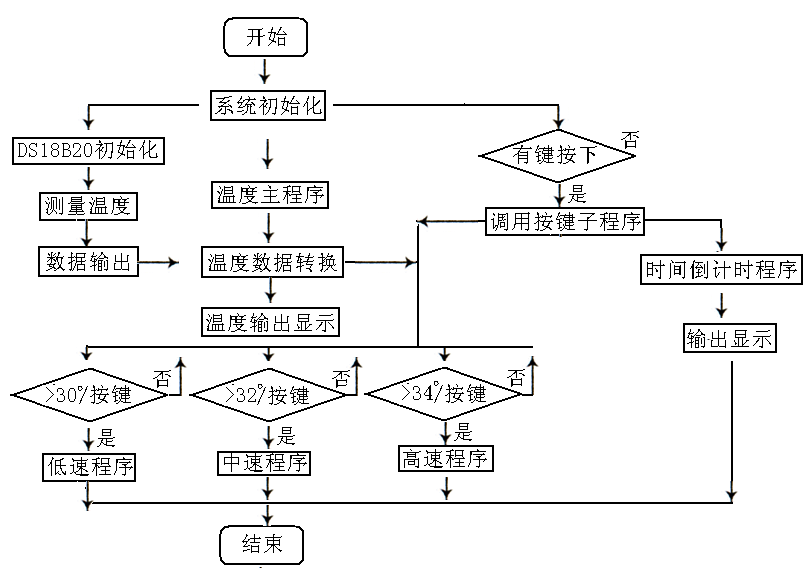 开始
系统初始化
DS18B20初始化
有键按下
否
测量温度
温度主程序
是
调用按键子程序
数据输出
温度数据转换
时间倒计时程序
温度输出显示
输出显示
>30°/按键
否
>32°/按键
否
>34°/按键
否
是
是
是
低速程序
中速程序
高速程序
结束